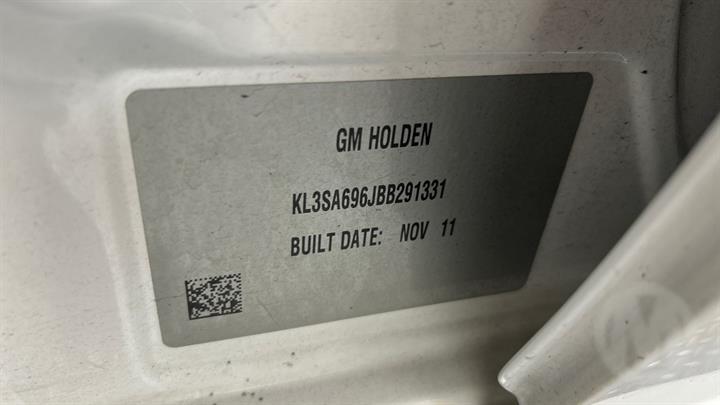 GM HOLDEN
KL3SA696JBB291331
BUILT DATE: NOV 11